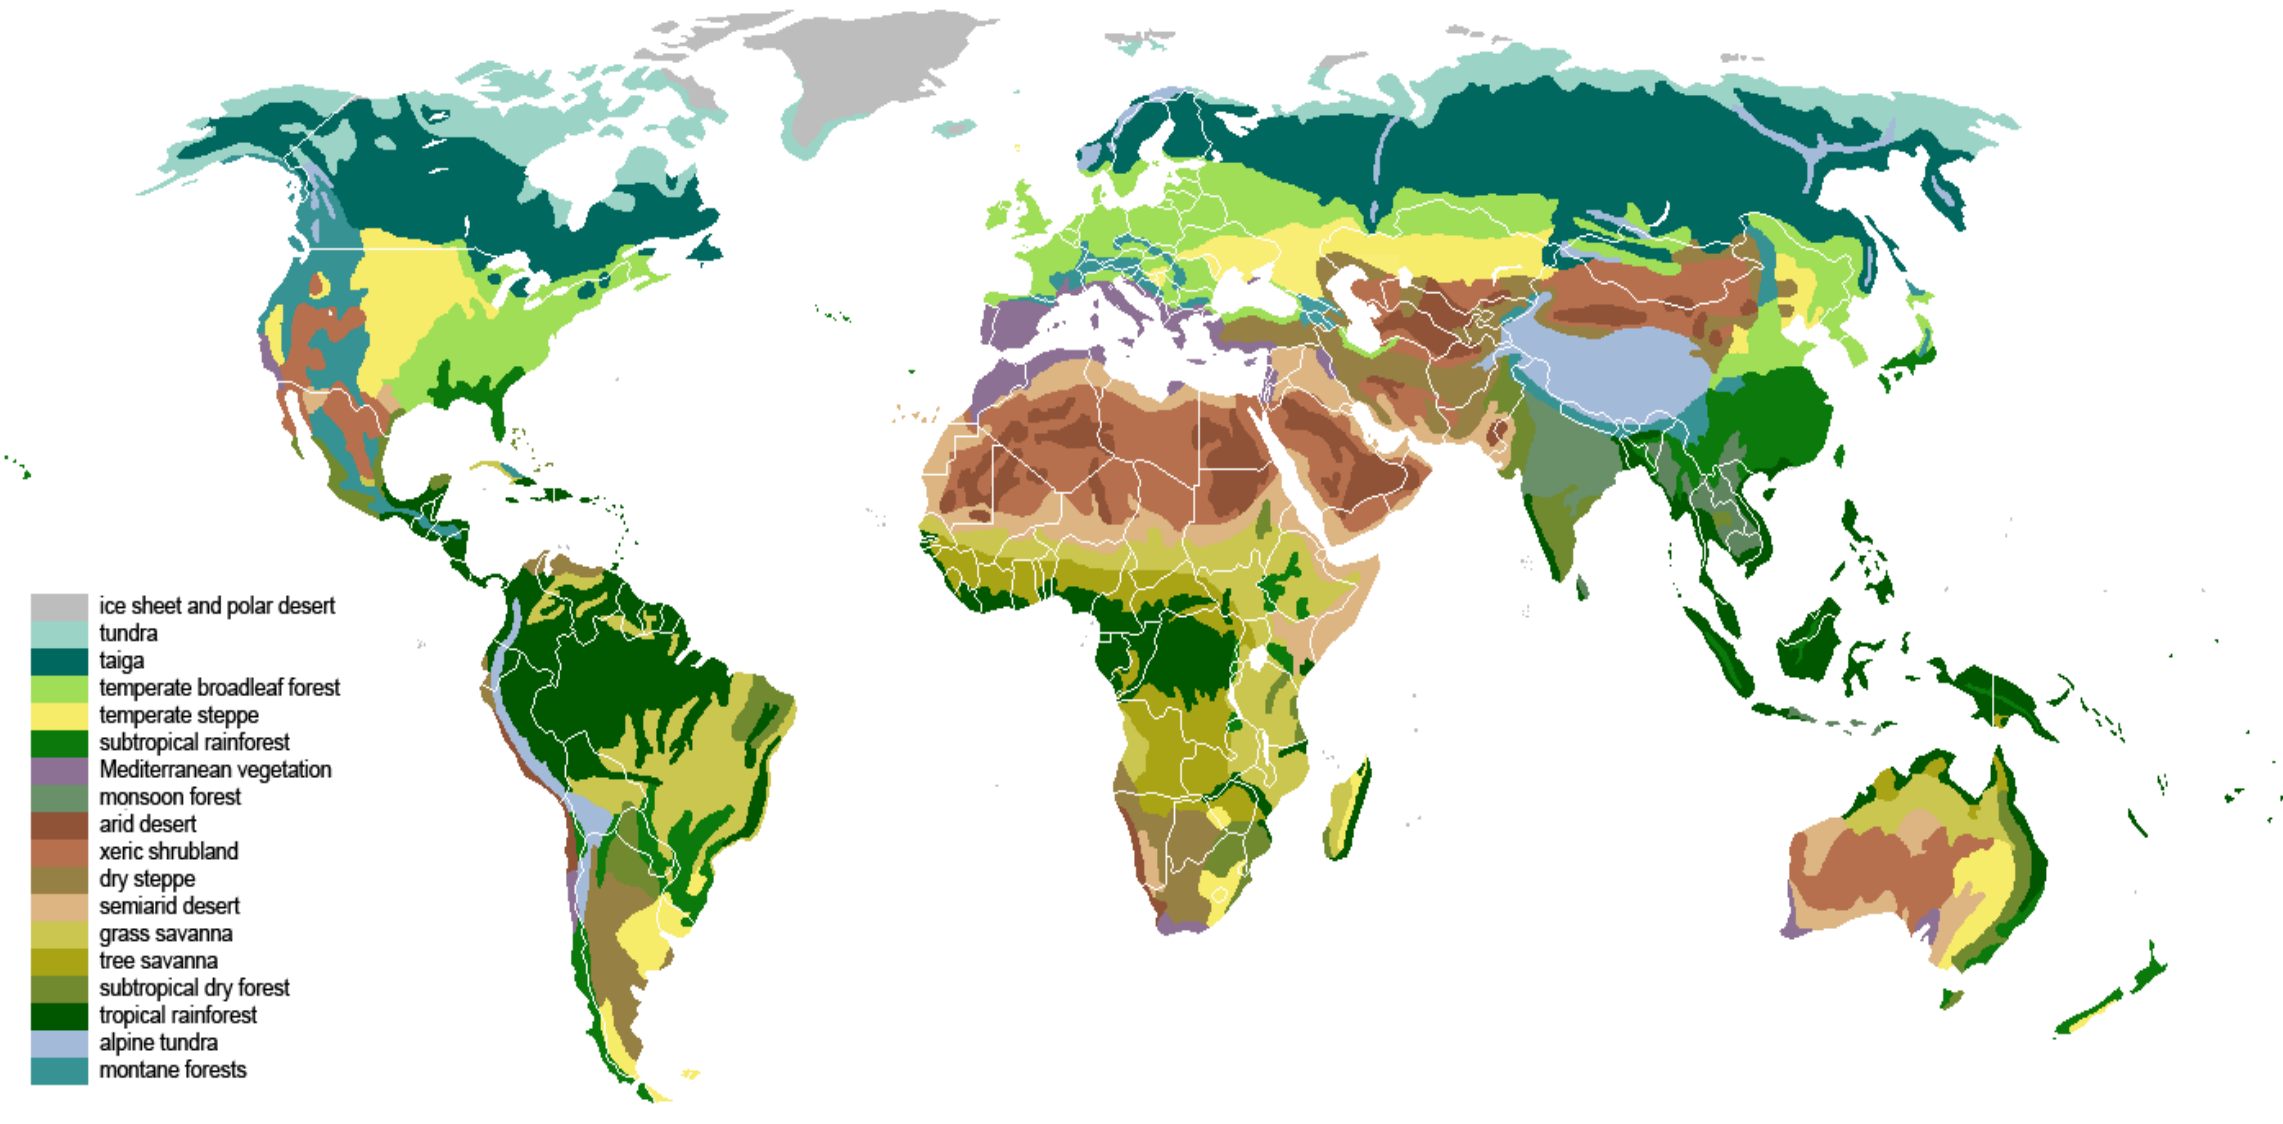 ice sheet and polar desert
tundra
taiga
temperate broadleaf forest
temperate steppe
subtropical rainforest
Mediterranean vegetation
monsoon forest
arid desert
xeric shrubland
dry steppe
semiarid desert
grass savanna
tree savanna
subtropical dry forest
tropical rainforest
alpine tundra
montane forests